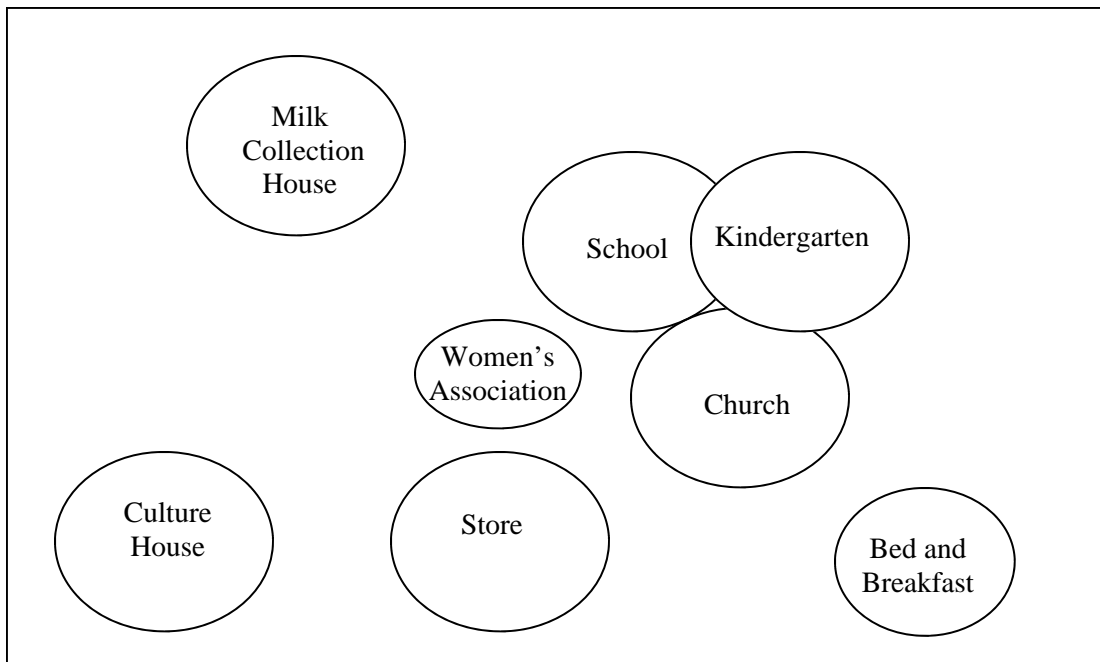 Milk
Collection
House
School
Kindergarten
Women’s
Association
Church
Culture
House
Store
Bed and
Breakfast